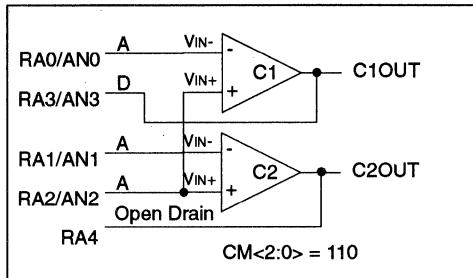 A VIN-
RA0/AN0 - C1 C1OUT
RA3/AN3 D VIN+ +
RA1/AN1 A VIN- -
C2 C2OUT
RA2/AN2 A VIN+ +
Open Drain
RA4
CM<2:0> = 110